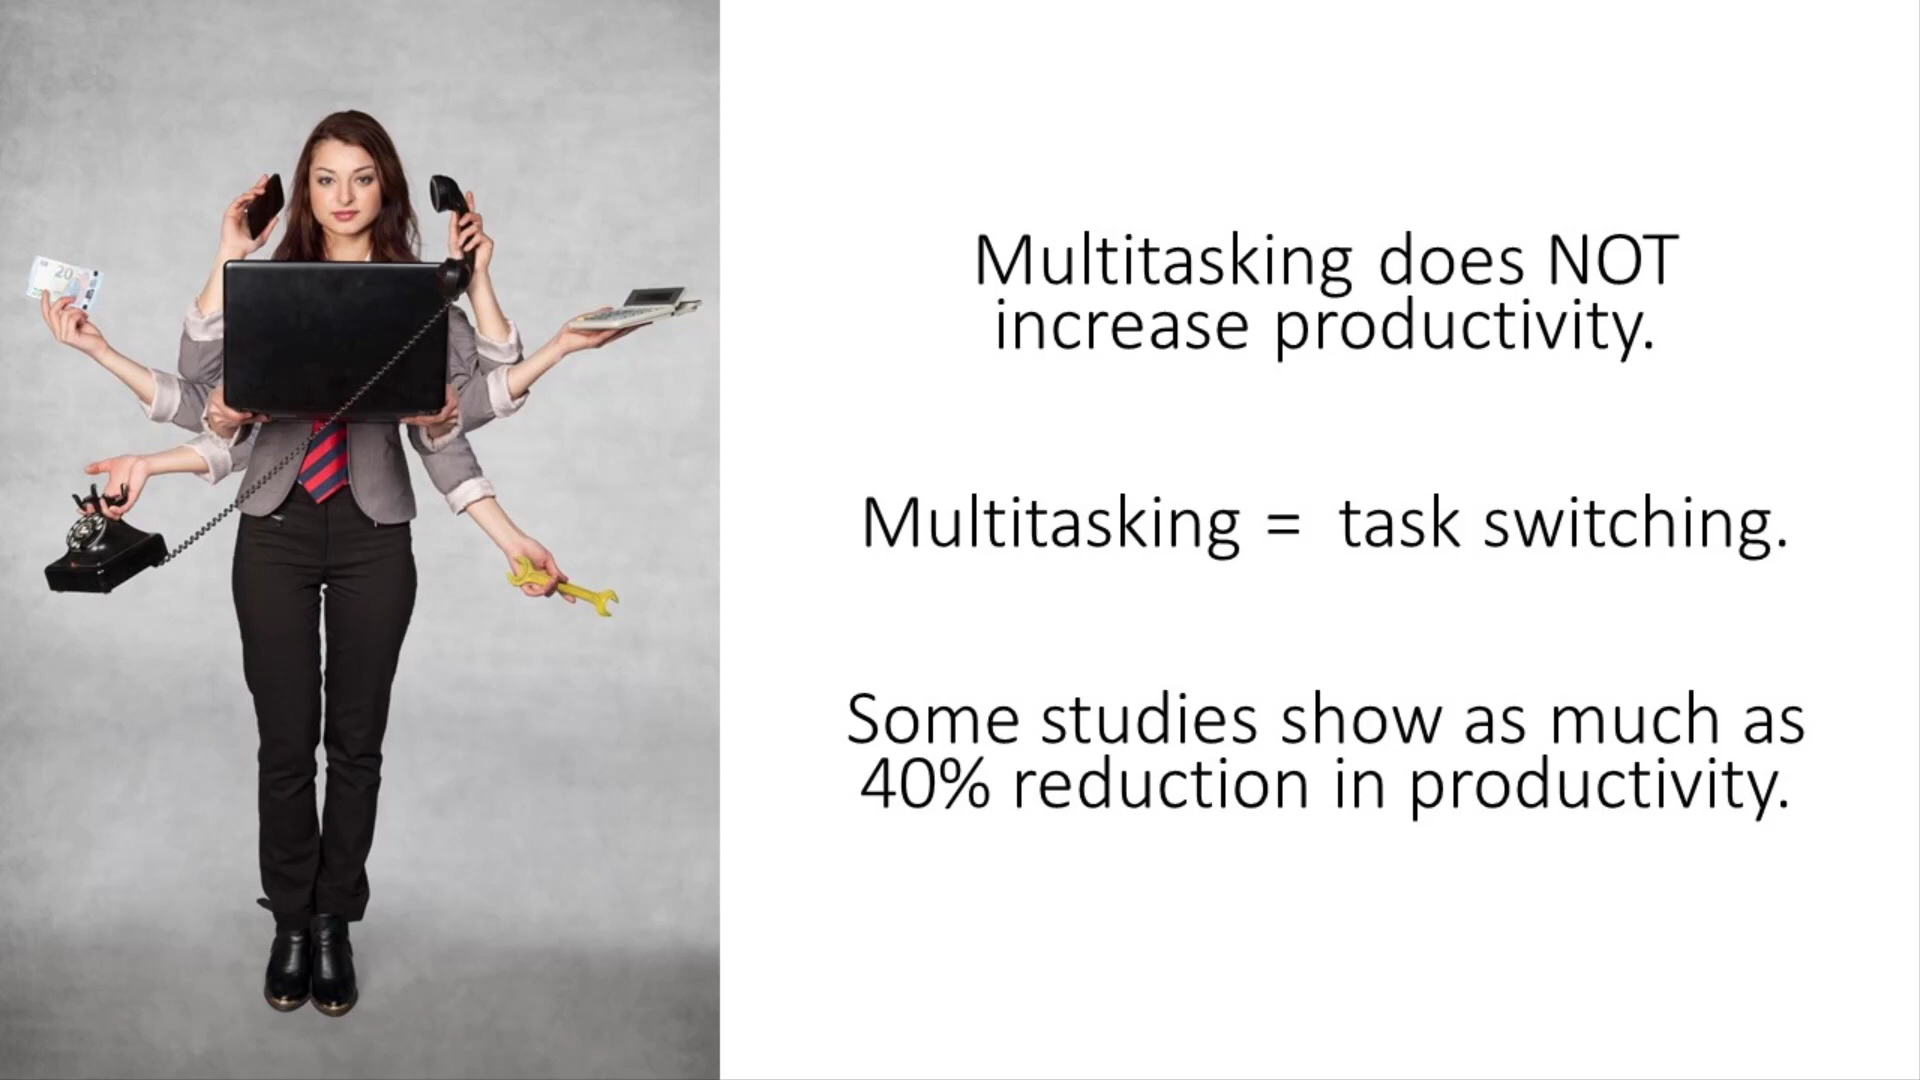 20
Multitasking does NOT
increase productivity.
Multitasking = task switching.
Some studies show as much as
40% reduction in productivity.